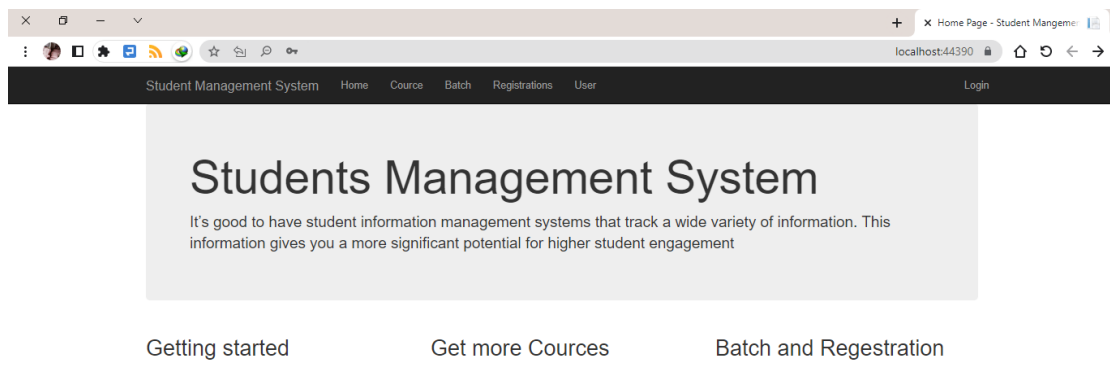 Home Page - Student Mangemer
localhost:44390
Student Management System Home Cource Batch Registrations User Login
Students Management System
It's good to have student information management systems that track a wide variety of information. This
information gives you a more significant potential for higher student engagement
Getting started
Get more Cources
Batch and Regestration